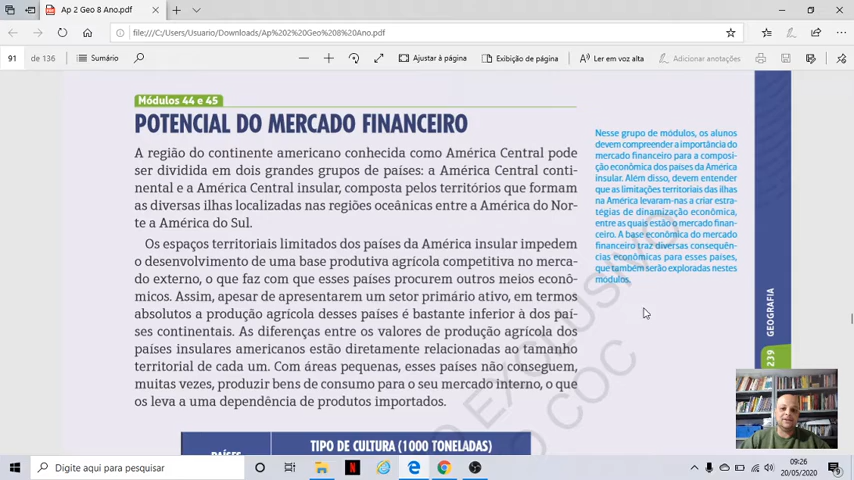 Ap 2 Geo 8 Ano.pdf
file:///C:/Users/Usuario/Downloads/Ap%202%20Geo%208%20Ano.pdf
91 de 136 Sumário Ajustar à página Exibição de página Ler em voz alta Adicionar anotações
Módulos 44 e 45
POTENCIAL DO MERCADO FINANCEIRO
A região do continente americano conhecida como América Central pode
ser dividida em dois grandes grupos de países: a América Central conti-
nental e a América Central insular, composta pelos territórios que formam
as diversas ilhas localizadas nas regiões oceânicas entre a América do Nor-
te a América do Sul.
Os espaços territoriais limitados dos países da América insular impedem
o desenvolvimento de uma base produtiva agrícola competitiva no merca-
do externo, o que faz com que esses países procurem outros meios econô-
micos. Assim, apesar de apresentarem um setor primário ativo, em termos
absolutos a produção agrícola desses países é bastante inferior à dos paí-
ses continentais. As diferenças entre os valores de produção agrícola dos
países insulares americanos estão diretamente relacionadas ao tamanho
territorial de cada um. Com áreas pequenas, esses países não conseguem,
muitas vezes, produzir bens de consumo para o seu mercado interno, o que
os leva a uma dependência de produtos importados.
TIPO DE CULTURA (1000 TONELADAS)
PAÍSES
Nesse grupo de módulos, os alunos
devem compreender a importância do
mercado financeiro para a composi-
ção econômica dos países da América
insular. Além disso, devem entender
que as limitações territoriais das ilhas
na América levaram-nas a criar estra-
tégias de dinamização econômica,
entre as quais estão o mercado finan-
ceiro. A base econômica do mercado
financeiro traz diversas consequên-
cias econômicas para esses países,
que também serão exploradas nestes
módulos.
EXCLUSIVO
DO COC
GEOGRAFIA
239
Digite aqui para pesquisar
09:26
20/05/2020